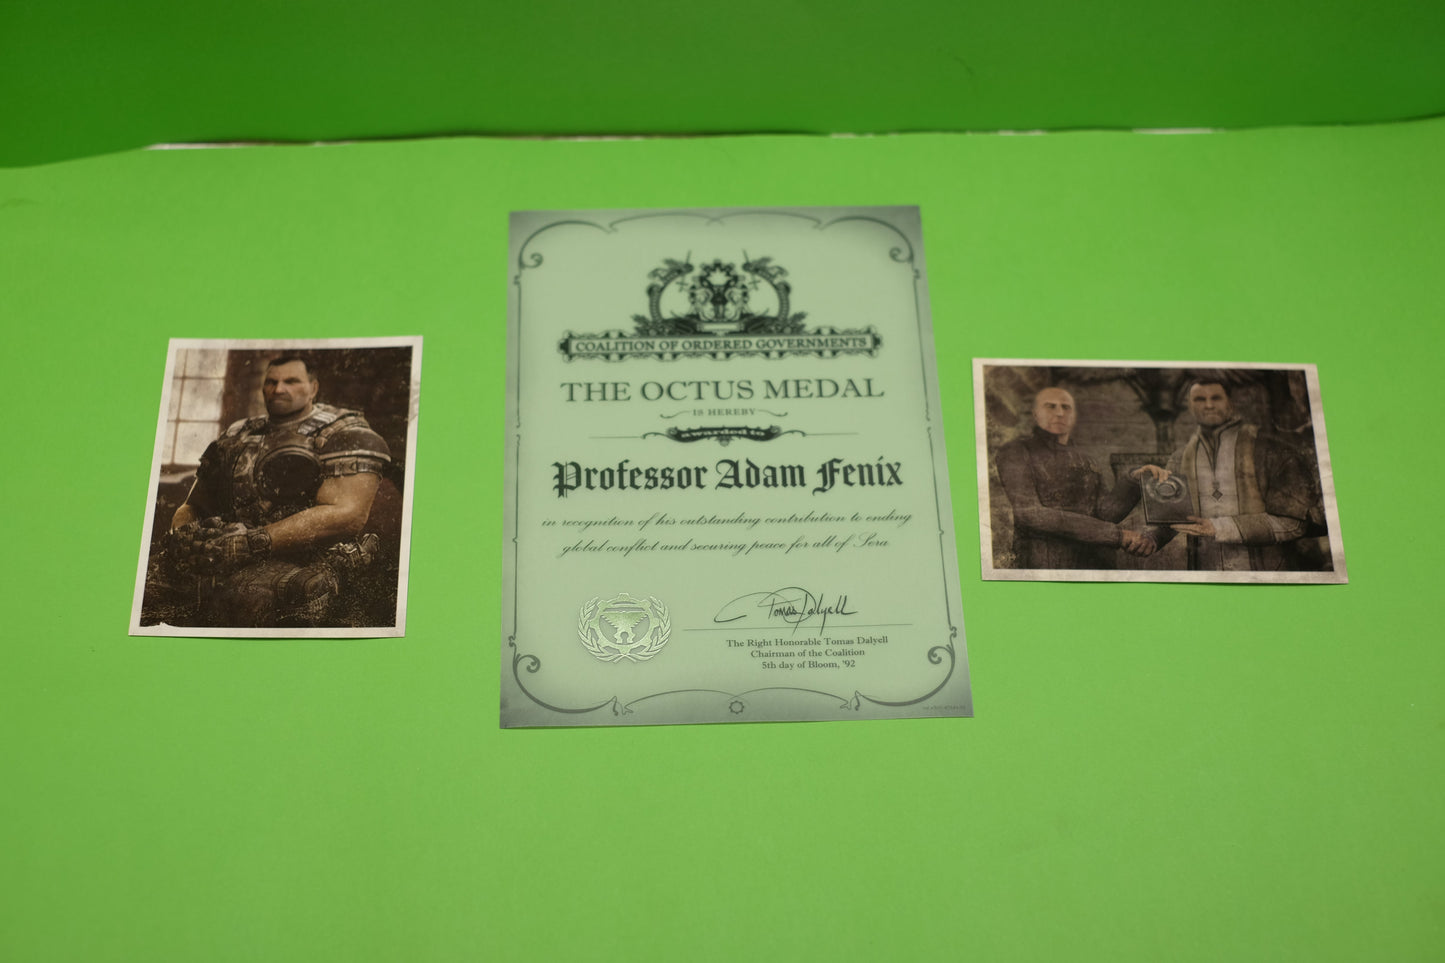 COALITION OF ORDERED GOVERNMENTS
THE OCTUS MEDAL
IS HEREBY
awarded to
Professor Adam Fenix
in recognition of his outstanding contribution to ending
global conflict and securing peace for all of Sera
Tomas Dalyell
The Right Honorable Tomas Dalyell
Chairman of the Coalition
5th day of Bloom, '92